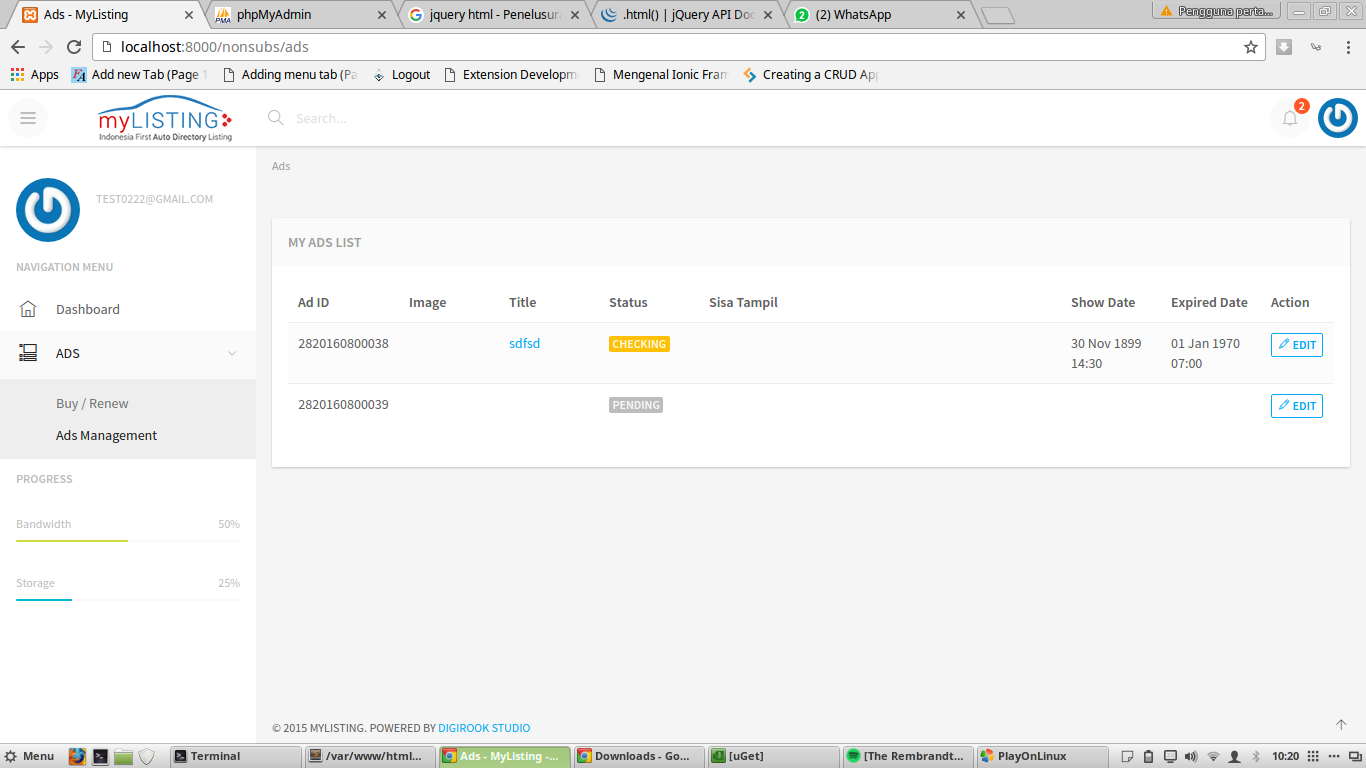 Ads - MyListing
phpMyAdmin
jquery html - Penelusura
.html() | jQuery API Doc
(2) WhatsApp
Pengguna perta...
localhost:8000/nonsubs/ads
Apps
Add new Tab (Page 1
Adding menu tab (Pa
Logout
Extension Developm
Mengenal Ionic Fram
Creating a CRUD App
myLISTING
Indonesia First Auto Directory Listing
Search...
2
TEST0222@GMAIL.COM
NAVIGATION MENU
Dashboard
ADS
Buy / Renew
Ads Management
PROGRESS
Bandwidth 50%
Storage 25%
Ads
MY ADS LIST
Ad ID Image Title Status Sisa Tampil Show Date Expired Date Action
2820160800038 sdfsd CHECKING 30 Nov 1899 01 Jan 1970 EDIT
14:30 07:00
2820160800039 PENDING EDIT
© 2015 MYLISTING. POWERED BY DIGIROOK STUDIO
Menu
Terminal
/var/www/html...
Ads - MyListing -...
Downloads - Go...
[uGet]
[The Rembrandt...
PlayOnLinux
10:20